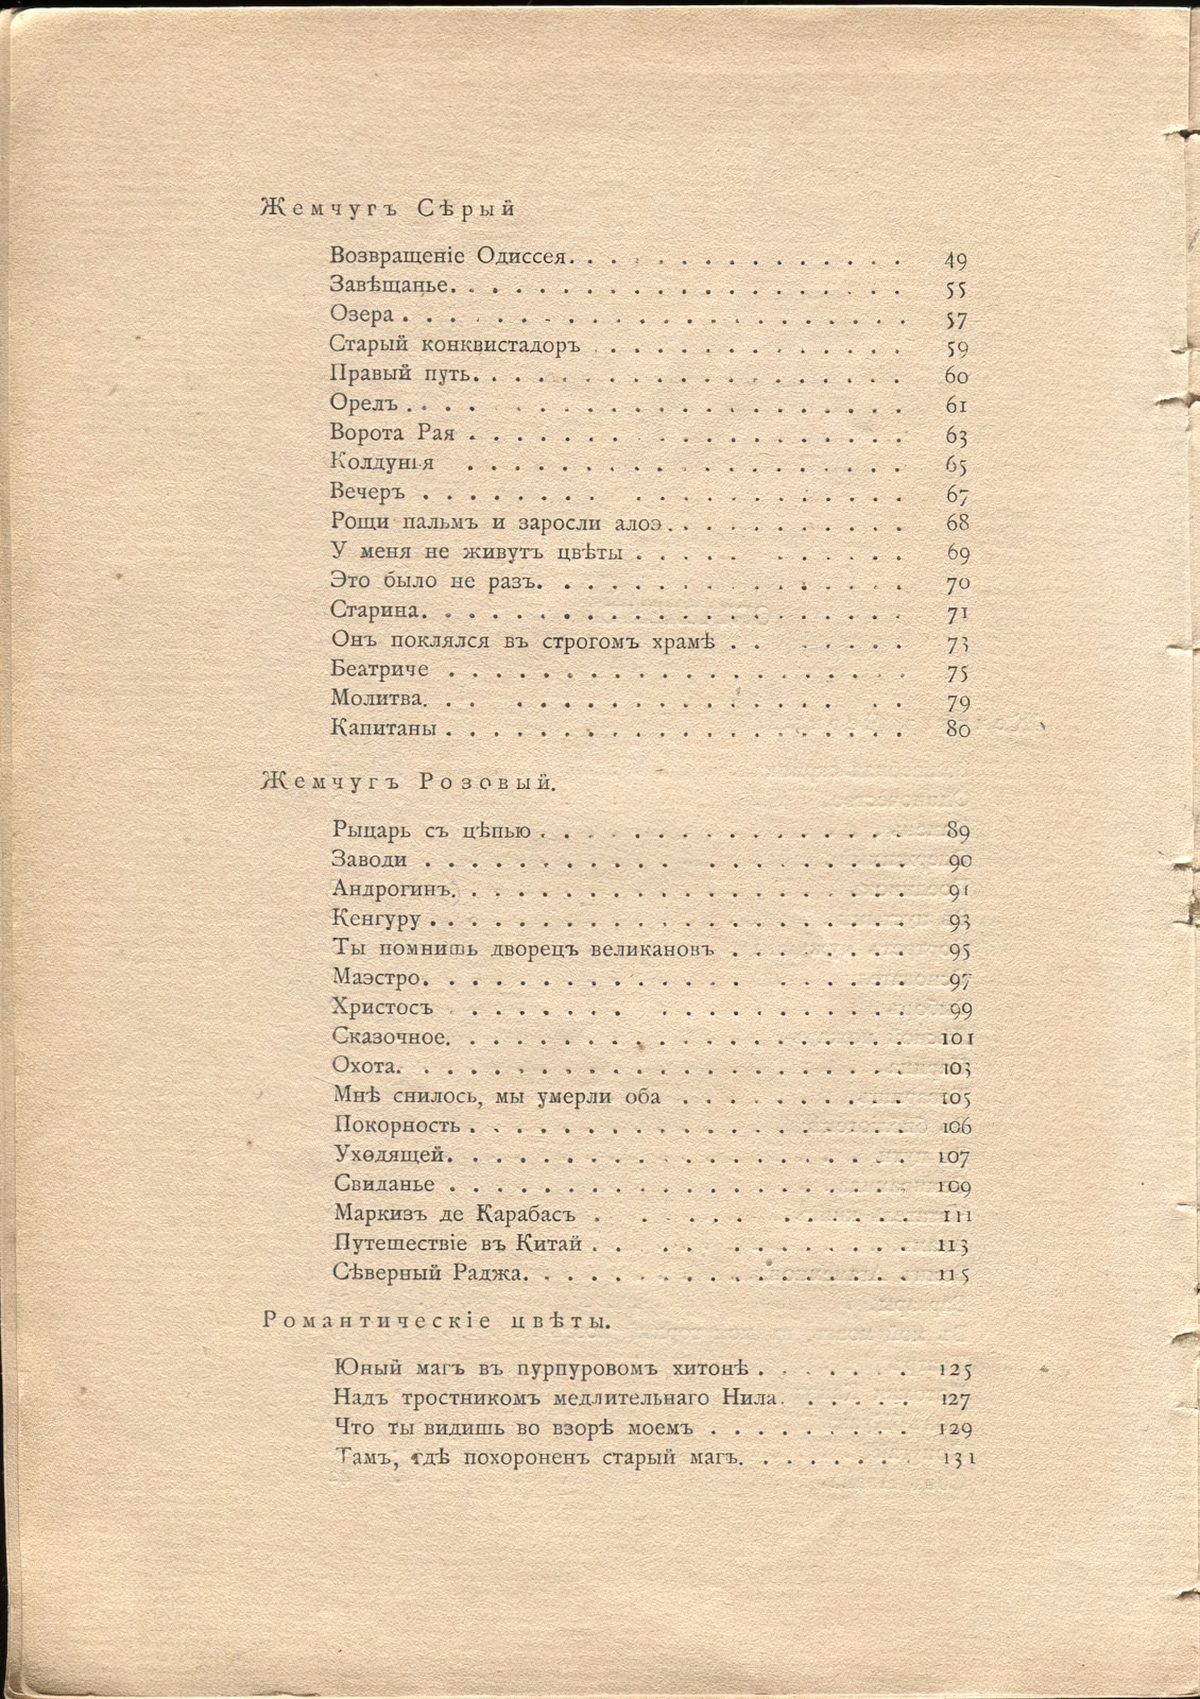 Жемчугъ Сѣрый
Возвращеніе Одиссея. . . . . . . . . . . . . . 49
Завѣщанье. . . . . . . . . . . . . . . . . . . 55
Озера . . . . . . . . . . . . . . . . . . . . . 57
Старый конквистадоръ . . . . . . . . . . . . . 59
Правый путь. . . . . . . . . . . . . . . . . . 60
Орелъ . . . . . . . . . . . . . . . . . . . . . 61
Ворота Рая . . . . . . . . . . . . . . . . . . 63
Колдунья . . . . . . . . . . . . . . . . . . . 65
Вечеръ . . . . . . . . . . . . . . . . . . . . 67
Рощи пальмъ и заросли алоэ . . . . . . . . . . 68
У меня не живутъ цвѣты . . . . . . . . . . . . 69
Это было не разъ. . . . . . . . . . . . . . . . 70
Старина. . . . . . . . . . . . . . . . . . . . 71
Онъ поклялся въ строгомъ храмѣ . . . . . . . . 73
Беатриче . . . . . . . . . . . . . . . . . . . 75
Молитва. . . . . . . . . . . . . . . . . . . . 79
Капитаны . . . . . . . . . . . . . . . . . . . 80
Жемчугъ Розовый.
Рыцарь съ цѣпью . . . . . . . . . . . . . . . . 89
Заводи . . . . . . . . . . . . . . . . . . . . 90
Андрогинъ. . . . . . . . . . . . . . . . . . . 91
Кенгуру . . . . . . . . . . . . . . . . . . . . 93
Ты помнишь дворецъ великановъ . . . . . . . . 95
Маэстро. . . . . . . . . . . . . . . . . . . . 97
Христосъ . . . . . . . . . . . . . . . . . . . 99
Сказочное. . . . . . . . . . . . . . . . . . . 101
Охота. . . . . . . . . . . . . . . . . . . . . 103
Мнѣ снилось, мы умерли оба . . . . . . . . . . 105
Покорность . . . . . . . . . . . . . . . . . . 106
Уходящей. . . . . . . . . . . . . . . . . . . . 107
Свиданье . . . . . . . . . . . . . . . . . . . 109
Маркизъ де Карабасъ . . . . . . . . . . . . . 111
Путешествіе въ Китай . . . . . . . . . . . . . 113
Сѣверный Раджа. . . . . . . . . . . . . . . . . 115
Романтическіе цвѣты.
Юный магъ въ пурпуровомъ хитонѣ . . . . . . . 125
Надъ тростникомъ медлительнаго Нила. . . . . . 127
Что ты видишь во взорѣ моемъ . . . . . . . . . 129
Тамъ, гдѣ похороненъ старый магъ. . . . . . . . 131